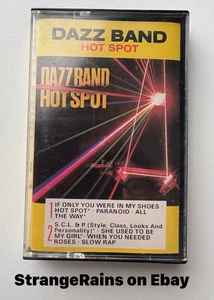 DAZZ BAND
HOT SPOT
DAZZ BAND
HOT SPOT
1 IF ONLY YOU WERE IN MY SHOES ·
HOT SPOT* · PARANOID · ALL
THE WAY*
2 S.C.L. & P. (Style, Class, Looks And
Personality)* · SHE USED TO BE
MY GIRL* · WHEN YOU NEEDED
ROSES · SLOW RAP
StrangeRains on Ebay